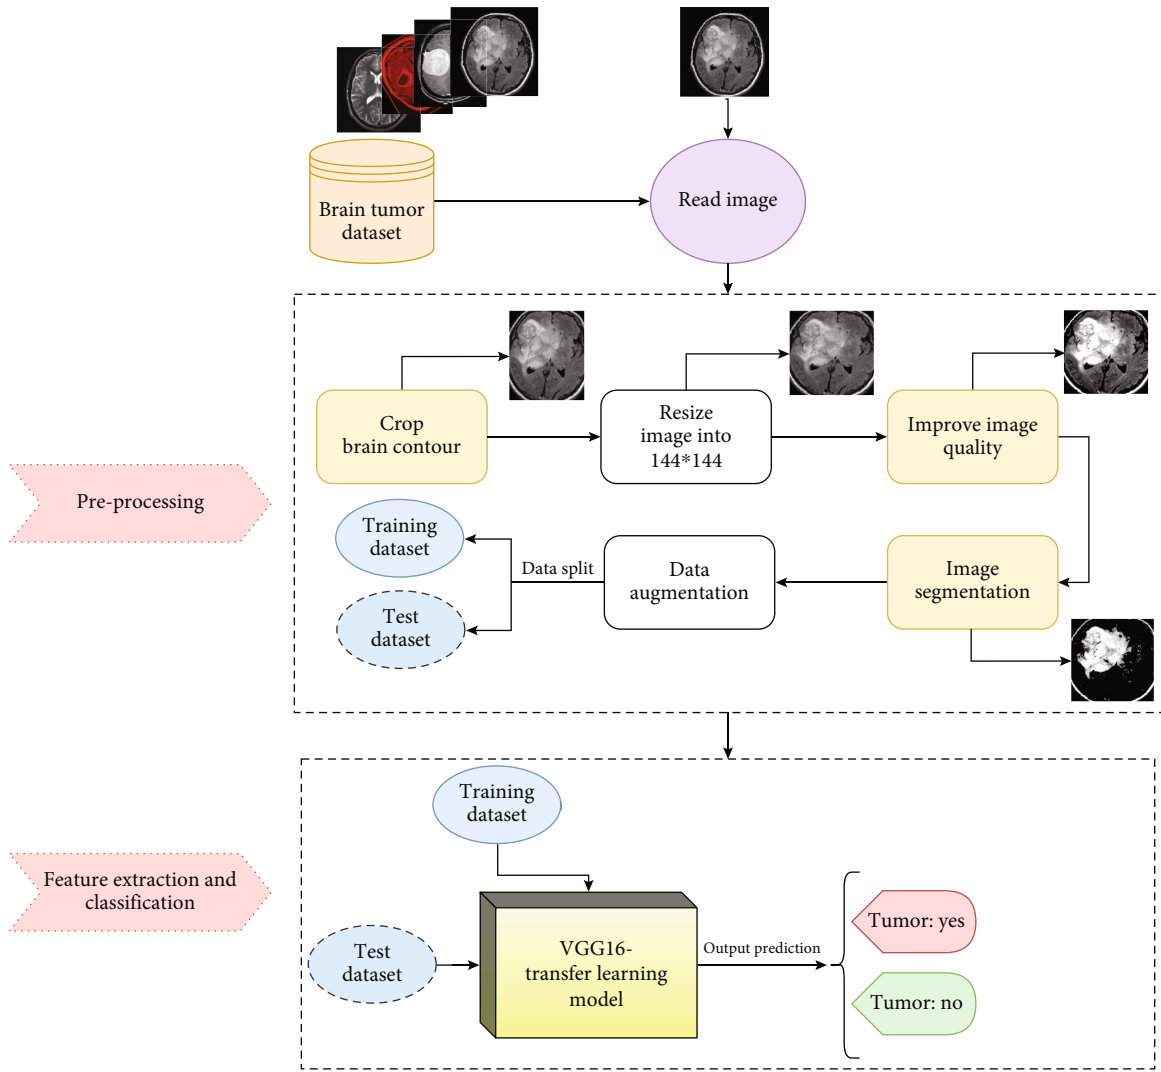 Brain tumor
dataset
Read image
Crop
brain contour
Resize
image into
144*144
Improve image
quality
Pre-processing
Training
dataset
Test
dataset
Data split
Data
augmentation
Image
segmentation
Training
dataset
Feature extraction and
classification
Test
dataset
VGG16-
transfer learning
model
Output prediction
Tumor: yes
Tumor: no